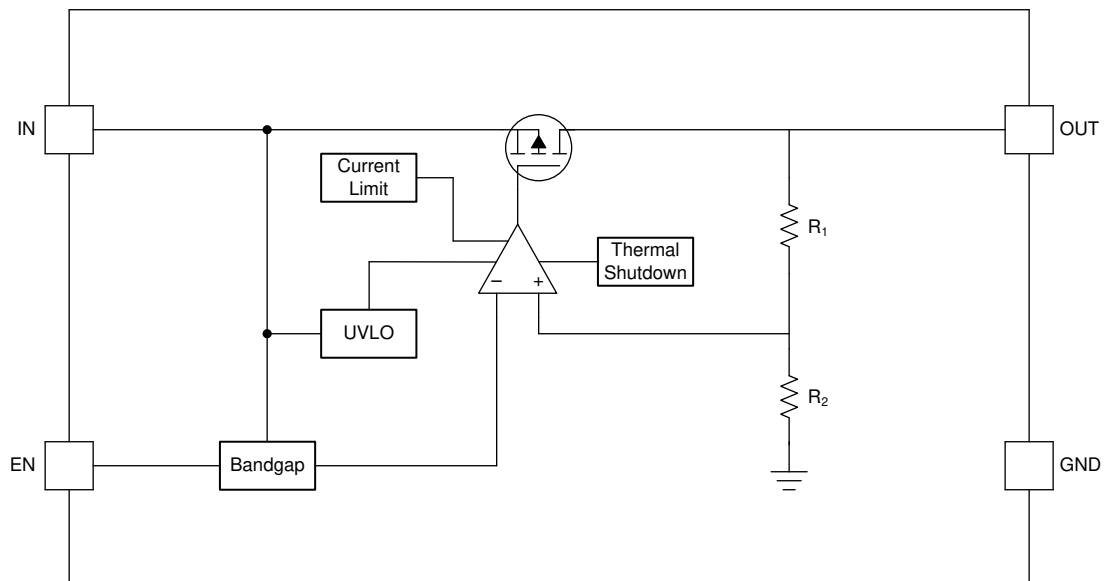 IN
OUT
Current
Limit
R1
Thermal
Shutdown
− +
UVLO
R2
EN
Bandgap
GND